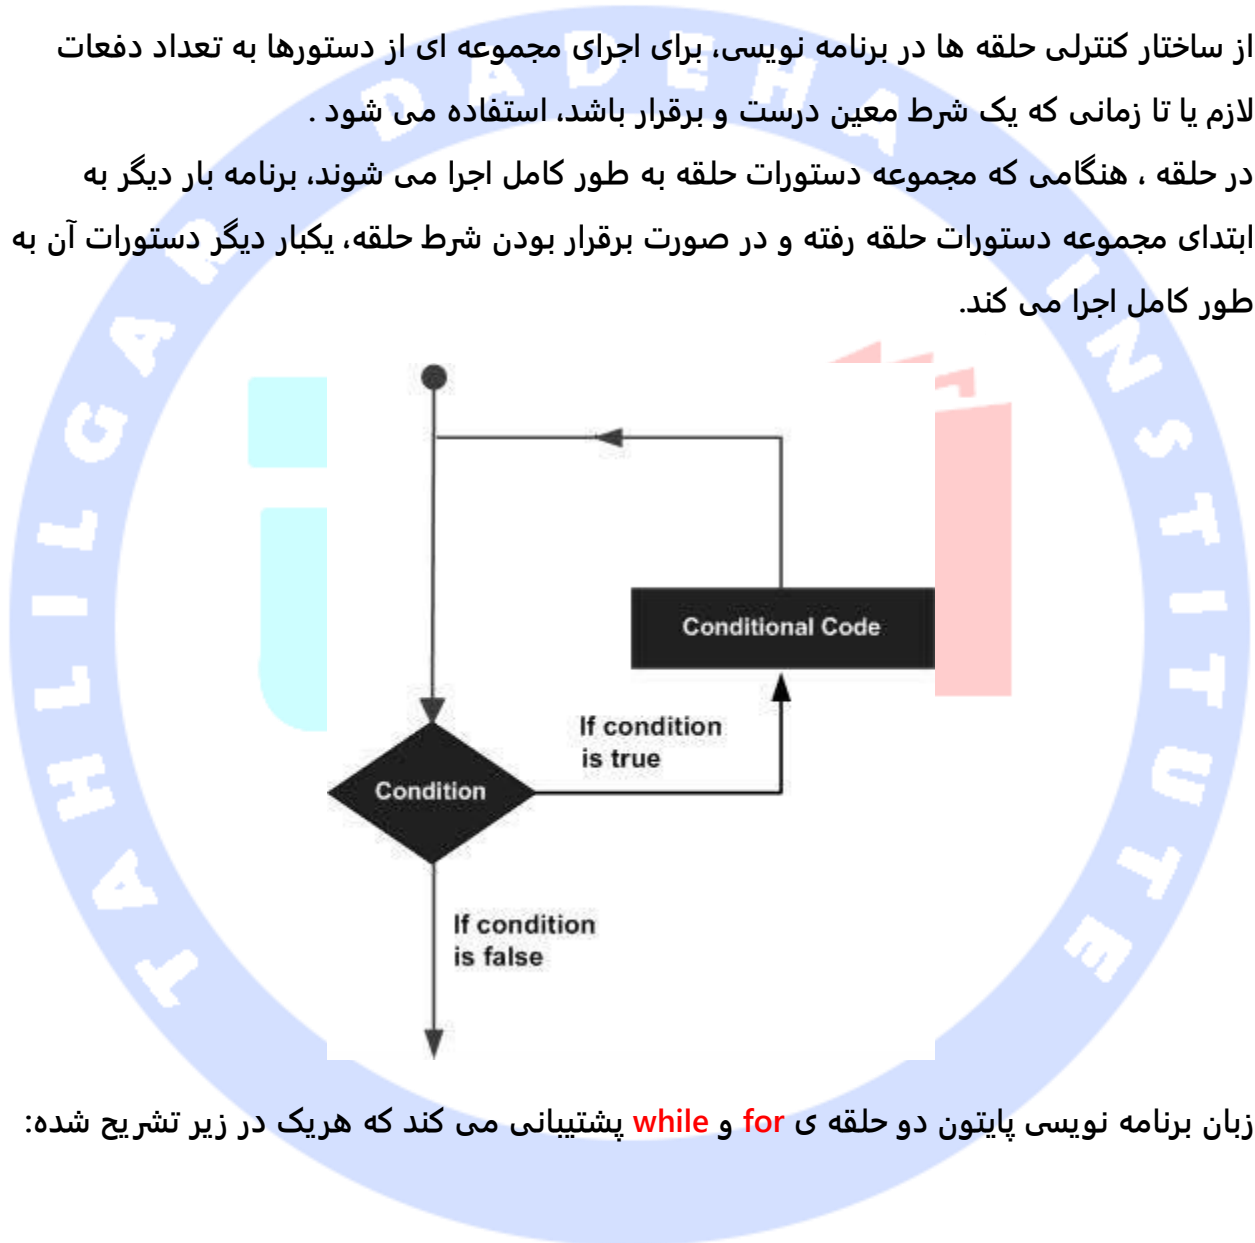 از ساختار کنترلی حلقه ها در برنامه نویسی، برای اجرای مجموعه ای از دستورها به تعداد دفعات
لازم یا تا زمانی که یک شرط معین درست و برقرار باشد، استفاده می شود .
در حلقه ، هنگامی که مجموعه دستورات حلقه به طور کامل اجرا می شوند، برنامه بار دیگر به
ابتدای مجموعه دستورات حلقه رفته و در صورت برقرار بودن شرط حلقه، یکبار دیگر دستورات آن به
طور کامل اجرا می کند.
Conditional Code
If condition
is true
Condition
If condition
is false
زبان برنامه نویسی پایتون دو حلقه ی for و while پشتیبانی می کند که هریک در زیر تشریح شده:
TAHLILGAR DADEHA INSTITUTE